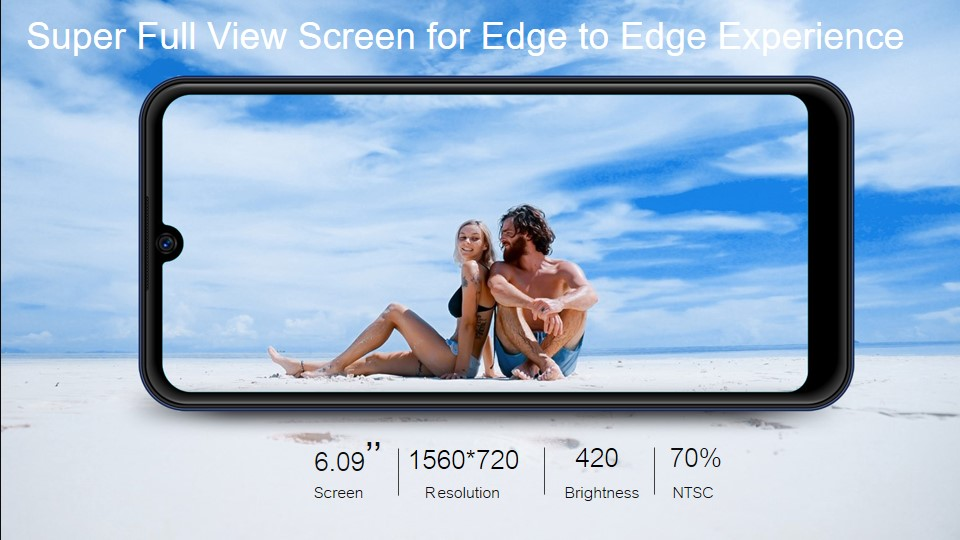 Super Full View Screen for Edge to Edge Experience
6.09’’ 1560*720 420 70%
Screen Resolution Brightness NTSC